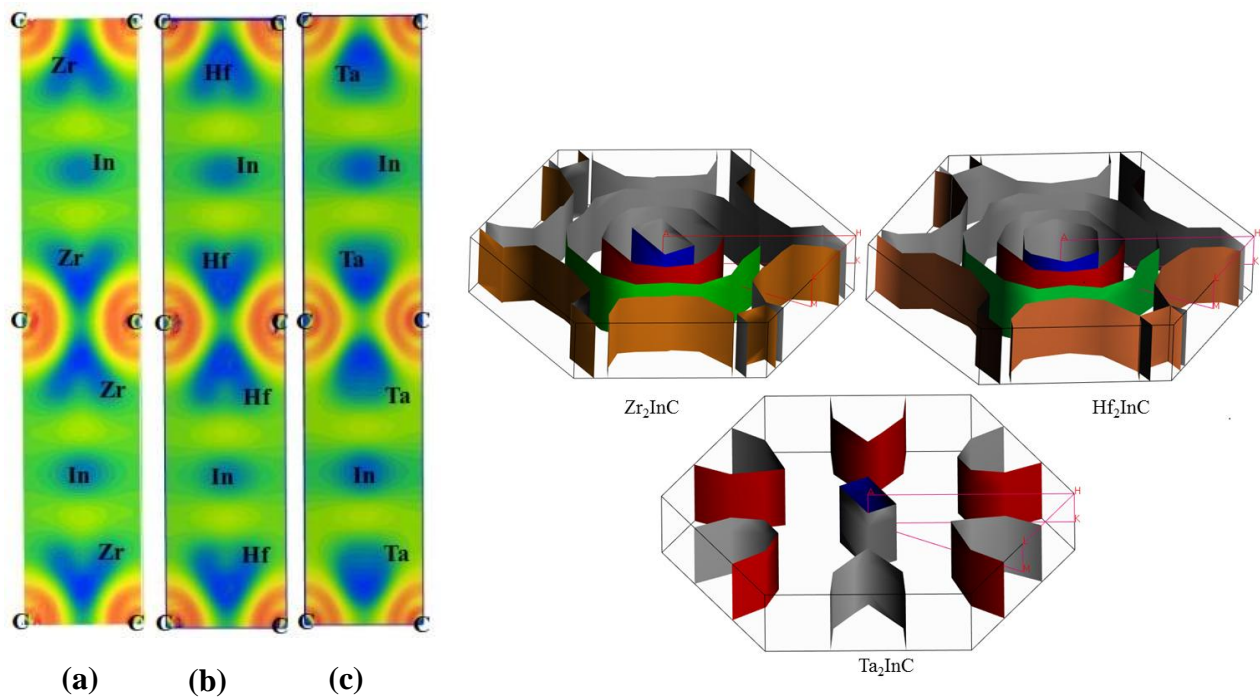 C C C C C C
Zr Hf Ta
In In In
Zr Hf Ta
C C C C C C
Zr Hf Ta
In In In
Zr Hf Ta
C C C C C C
(a) (b) (c)
A H K L M
Zr₂InC
A H K L M
Hf₂InC
A H K L H
Ta₂InC